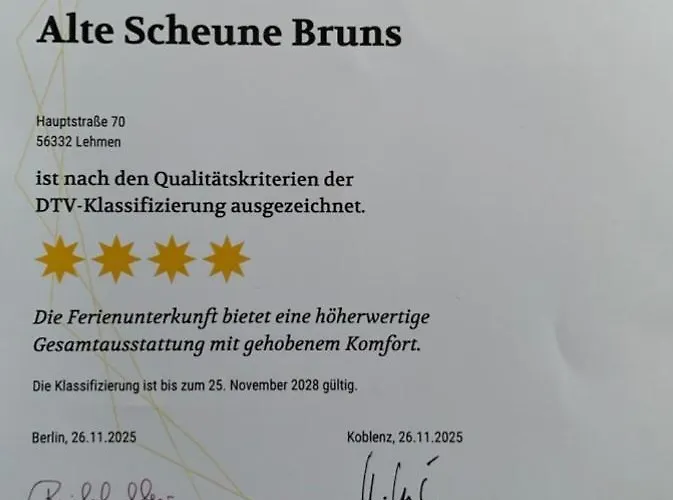 Alte Scheune Bruns
Hauptstraße 70
56332 Lehmen
ist nach den Qualitätskriterien der
DTV-Klassifizierung ausgezeichnet.
Die Ferienunterkunft bietet eine höherwertige
Gesamtausstattung mit gehobenem Komfort.
Die Klassifizierung ist bis zum 25. November 2028 gültig.
Berlin, 26.11.2025 Koblenz, 26.11.2025